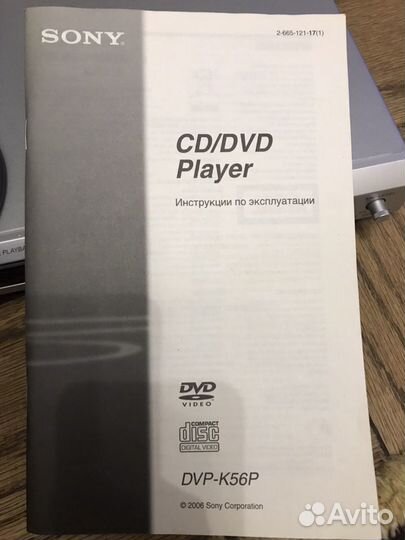 SONY
2-665-121-17(1)
CD/DVD
Player
Инструкции по эксплуатации
PLAYBA
DVD
VIDEO
COMPACT
disc
DIGITAL VIDEO
DVP-K56P
© 2006 Sony Corporation
Avito